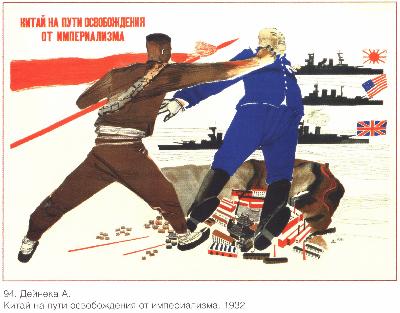 КИТАЙ НА ПУТИ ОСВОБОЖДЕНИЯ
ОТ ИМПЕРИАЛИЗМА
94. Дейнека А.
Китай на пути освобождения от империализма. 1932